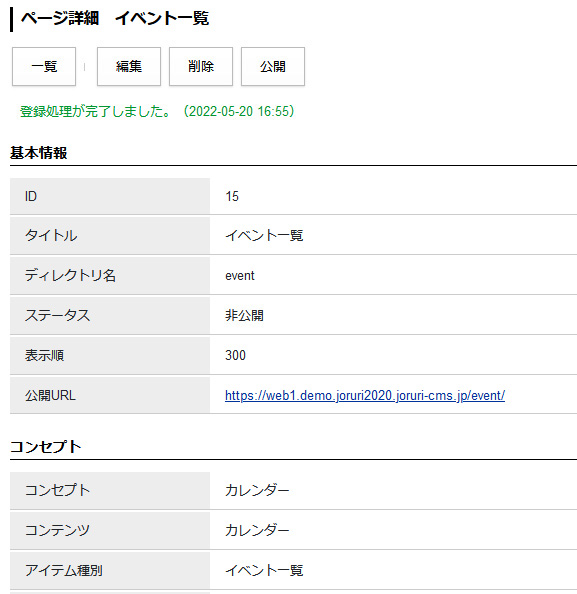 ページ詳細　イベント一覧
一覧 | 編集 削除 公開
登録処理が完了しました。（2022-05-20 16:55）
基本情報
ID 15
タイトル イベント一覧
ディレクトリ名 event
ステータス 非公開
表示順 300
公開URL https://web1.demo.joruri2020.joruri-cms.jp/event/
コンセプト
コンセプト カレンダー
コンテンツ カレンダー
アイテム種別 イベント一覧